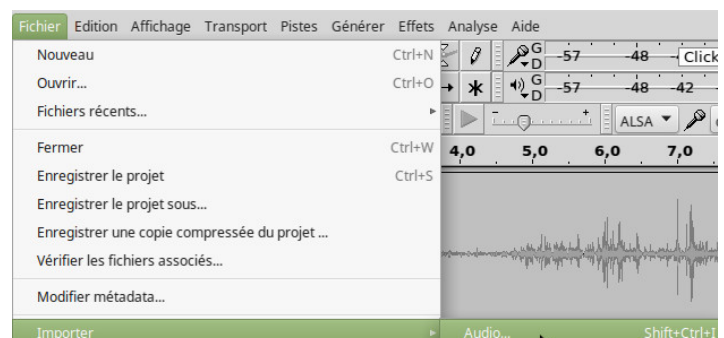 Fichier Edition Affichage Transport Pistes Générer Effets Analyse Aide
Nouveau Ctrl+N
Ouvrir... Ctrl+O
Fichiers récents...
Fermer Ctrl+W
Enregistrer le projet Ctrl+S
Enregistrer le projet sous...
Enregistrer une copie compressée du projet ...
Vérifier les fichiers associés...
Modifier métadata...
Importer
G
D -57 -48 Click
G
D -57 -48 -42
ALSA
4,0 5,0 6,0 7,0
Audio... Shift+Ctrl+I